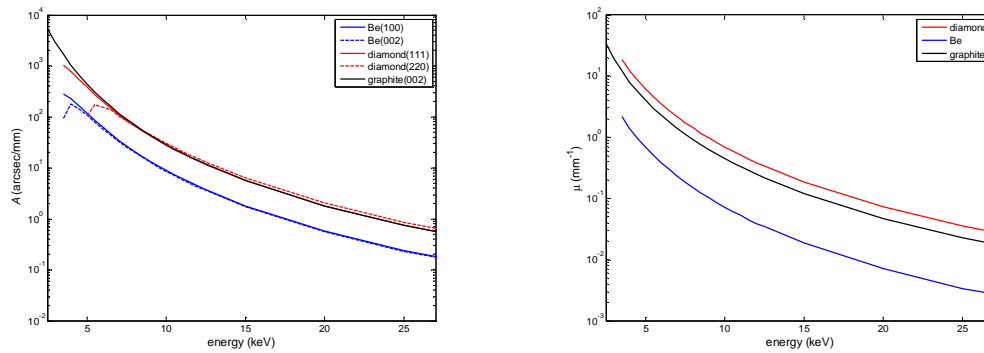 10^4
10^3
10^2
10^1
10^0
10^-1
10^-2
A (arcsec/mm)
5 10 15 20 25
energy (keV)
Be(100)
Be(002)
diamond(111)
diamond(220)
graphite(002)
10^2
10^1
10^0
10^-1
10^-2
10^-3
μ (mm^-1)
5 10 15 20 25
energy (keV)
diamond
Be
graphite